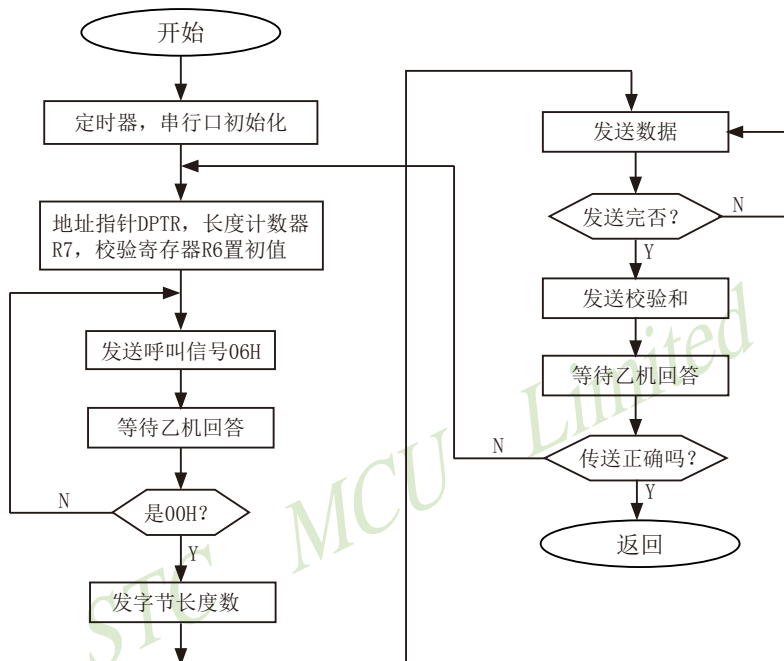 开始
定时器，串行口初始化
地址指针DPTR，长度计数器
R7，校验寄存器R6置初值
发送呼叫信号06H
等待乙机回答
是00H？
N
Y
发字节长度数
发送数据
发送完否？
N
Y
发送校验和
等待乙机回答
传送正确吗？
N
Y
返回
STC MCU Limited